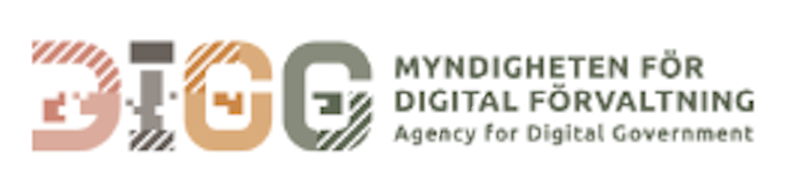 DIGG
MYNDIGHETEN FÖR
DIGITAL FÖRVALTNING
Agency for Digital Government